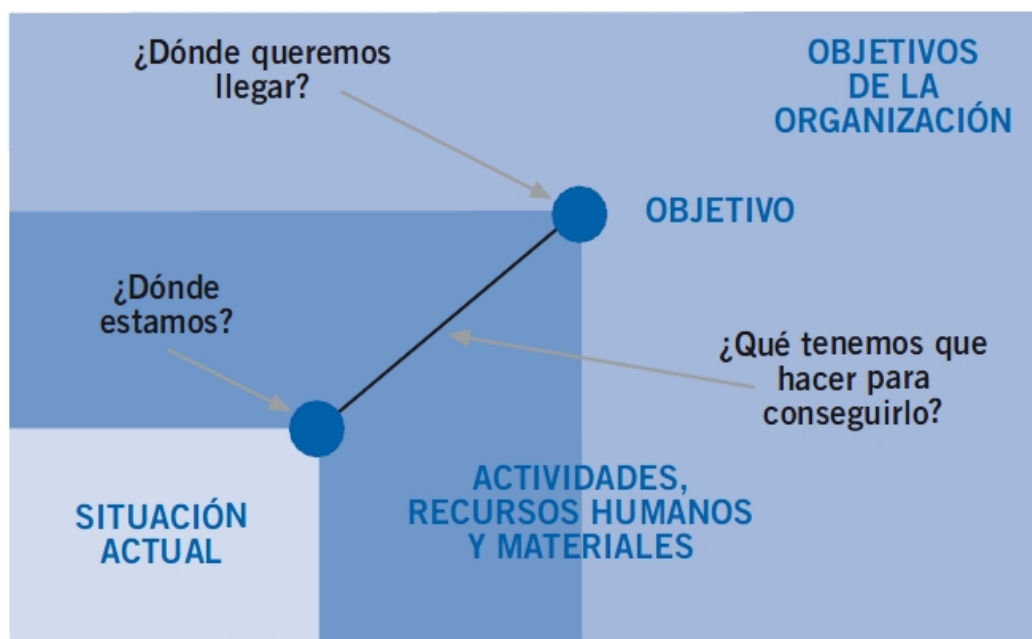 ¿Dónde queremos
llegar?
OBJETIVOS
DE LA
ORGANIZACIÓN
OBJETIVO
¿Dónde
estamos?
¿Qué tenemos que
hacer para
conseguirlo?
SITUACIÓN
ACTUAL
ACTIVIDADES,
RECURSOS HUMANOS
Y MATERIALES